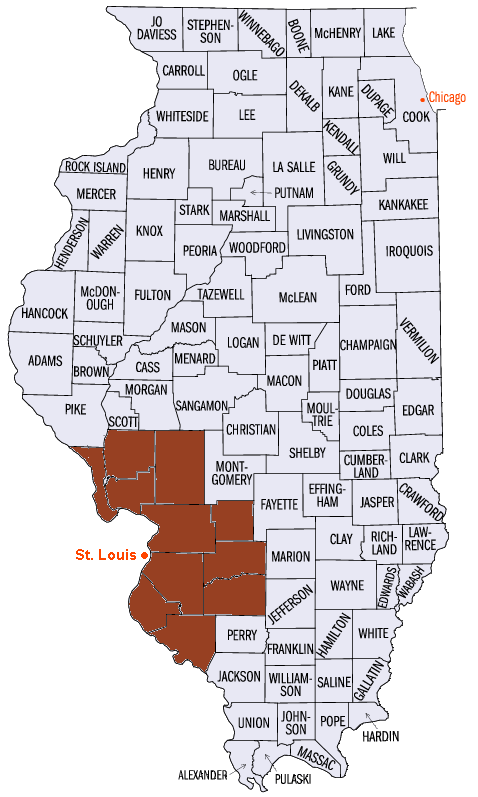 JO
DAVIESS
STEPHEN-
SON
WINNEBAGO
BOONE
McHENRY
LAKE
CARROLL
OGLE
DEKALB
KANE
DUPAGE
Chicago
COOK
WHITESIDE
LEE
KENDALL
WILL
ROCK ISLAND
HENRY
BUREAU
LA SALLE
GRUNDY
MERCER
PUTNAM
STARK
MARSHALL
KANKAKEE
HENDERSON
WARREN
KNOX
PEORIA
WOODFORD
LIVINGSTON
IROQUOIS
HANCOCK
McDON-
OUGH
FULTON
TAZEWELL
McLEAN
FORD
MASON
ADAMS
SCHUYLER
LOGAN
DE WITT
CHAMPAIGN
VERMILION
BROWN
CASS
MENARD
PIATT
MORGAN
MACON
PIKE
SCOTT
SANGAMON
MOUL-
TRIE
DOUGLAS
EDGAR
CHRISTIAN
COLES
SHELBY
MONT-
GOMERY
CUMBER-
LAND
CLARK
FAYETTE
EFFING-
HAM
JASPER
CRAWFORD
St. Louis
MARION
CLAY
RICH-
LAND
LAW-
RENCE
JEFFERSON
WAYNE
EDWARDS
WABASH
PERRY
FRANKLIN
HAMILTON
WHITE
JACKSON
WILLIAM-
SON
SALINE
GALLATIN
UNION
JOHN-
SON
POPE
HARDIN
ALEXANDER
PULASKI
MASSAC